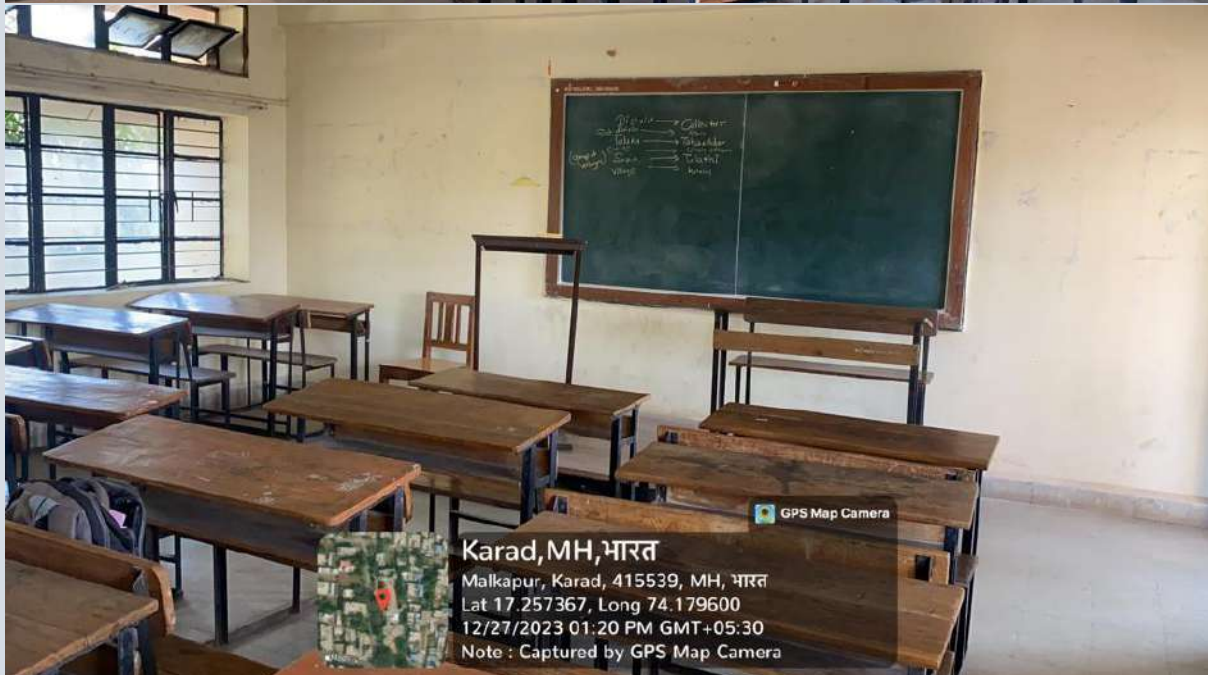 District → Collector
Taluka → Tahasildar
Talathi
village
GPS Map Camera
Karad,MH,भारत
Malkapur, Karad, 415539, MH, भारत
Lat 17.257367, Long 74.179600
12/27/2023 01:20 PM GMT+05:30
Note : Captured by GPS Map Camera